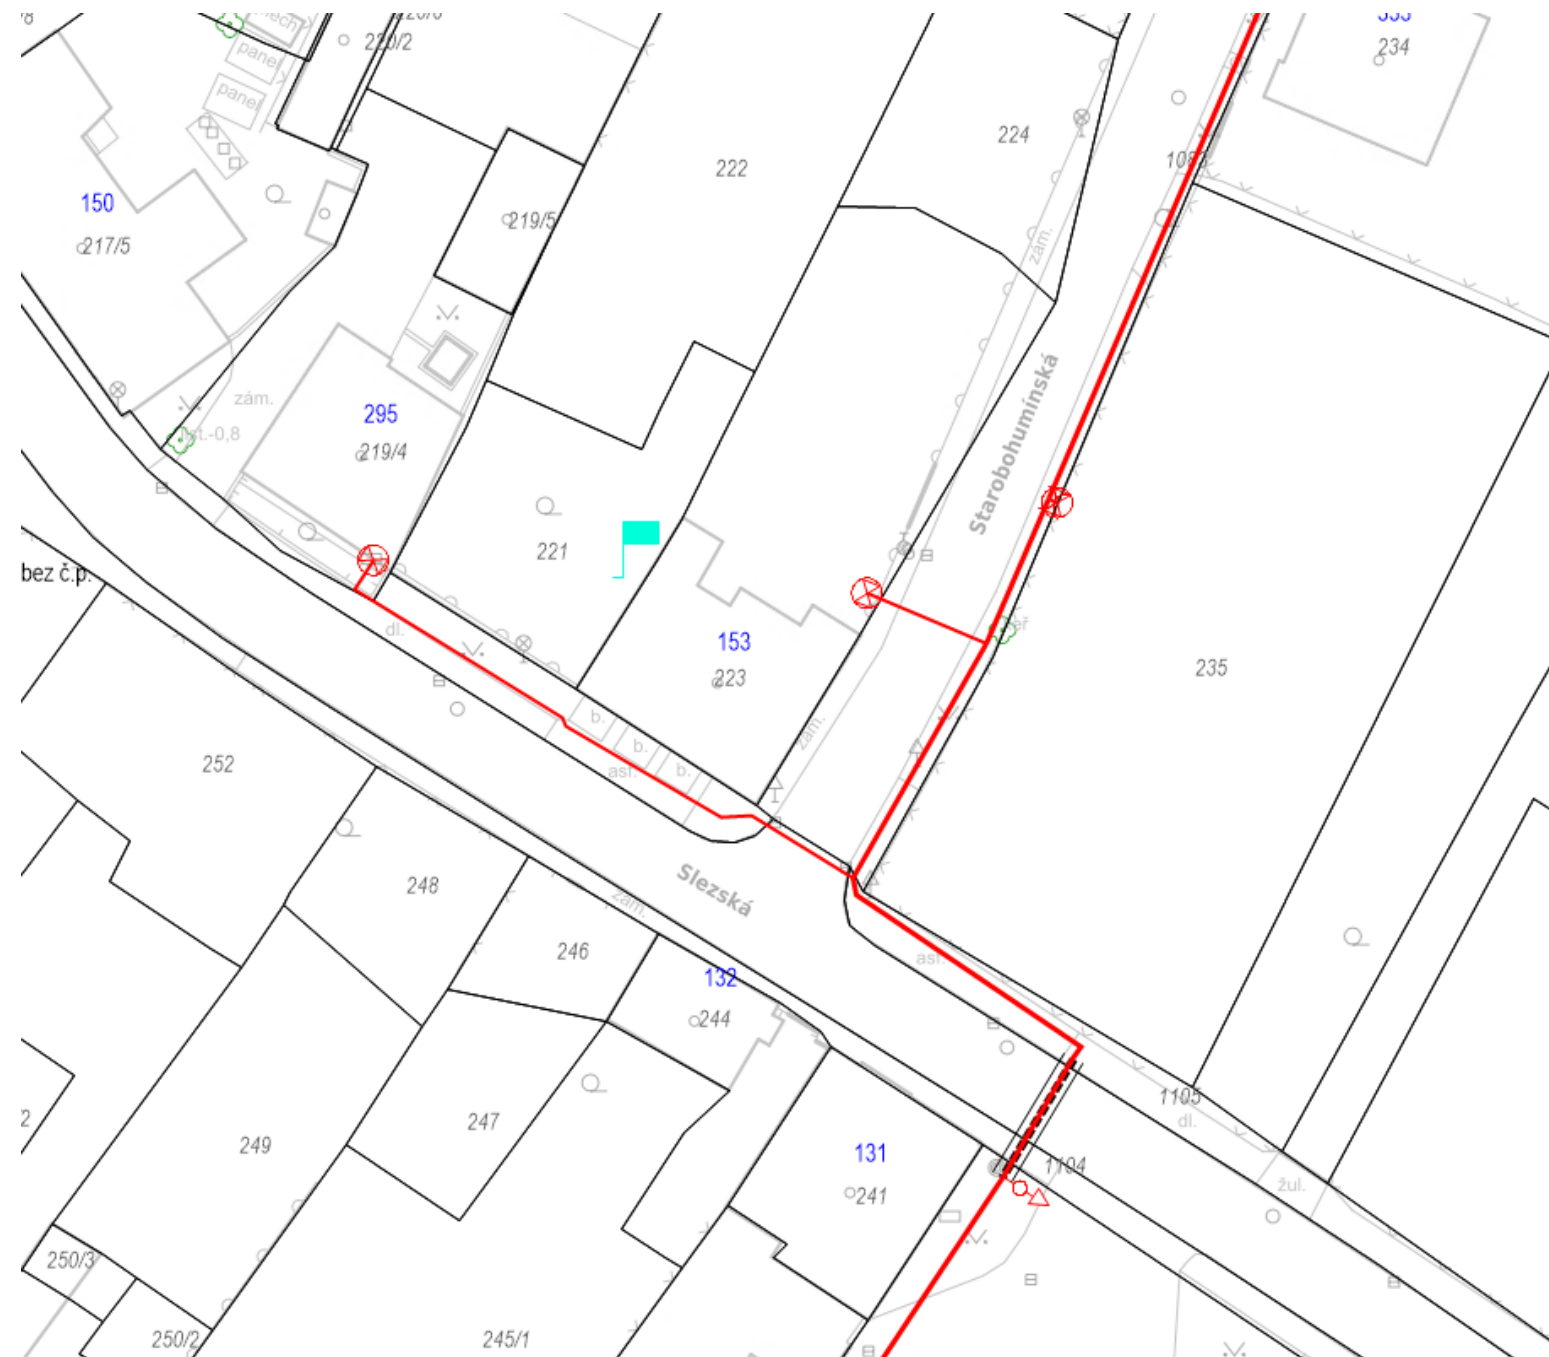 220/2
234
panel
panel
224
222
150
219/5
217/5
zám.
zám.
295
219/4
Starobohumínská
221
bez č.p.
dl.
153
223
235
b.
b.
b.
asf.
zám.
252
248
Slezská
zám.
246
asf.
132
244
1105
dl.
247
249
131
241
1104
žul.
250/3
250/2
245/1